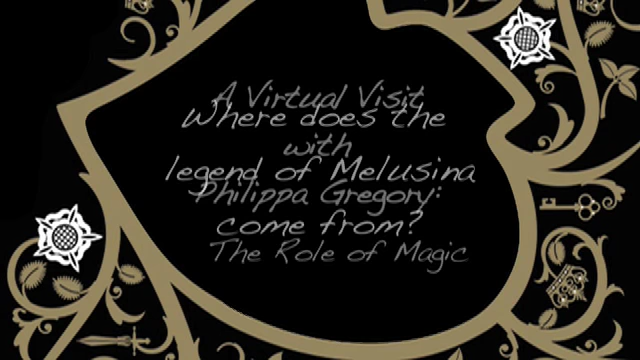 A Virtual Visit
Where does the
with
legend of Melusina
Philippa Gregory:
come from?
The Role of Magic